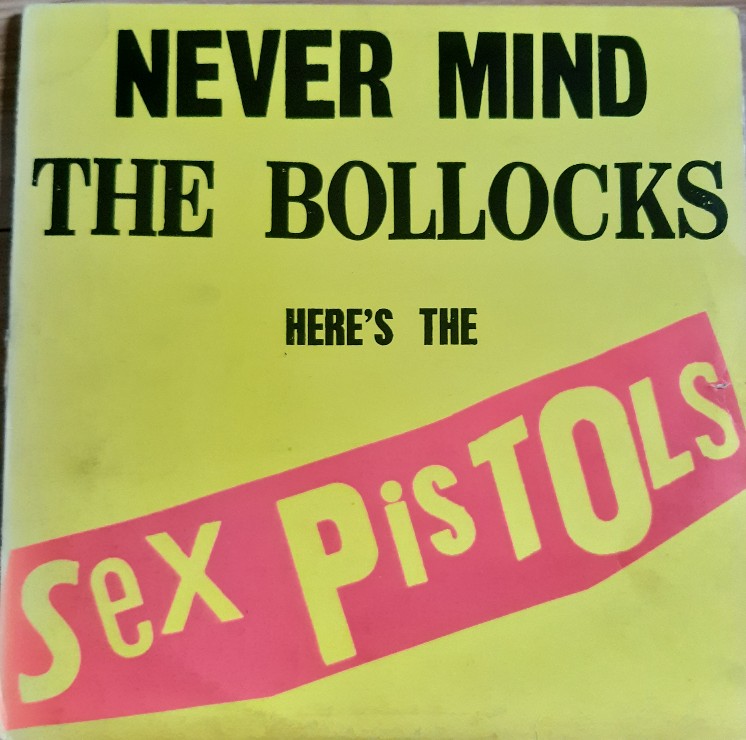 NEVER MIND
THE BOLLOCKS
HERE'S THE
Sex PiSTOLS